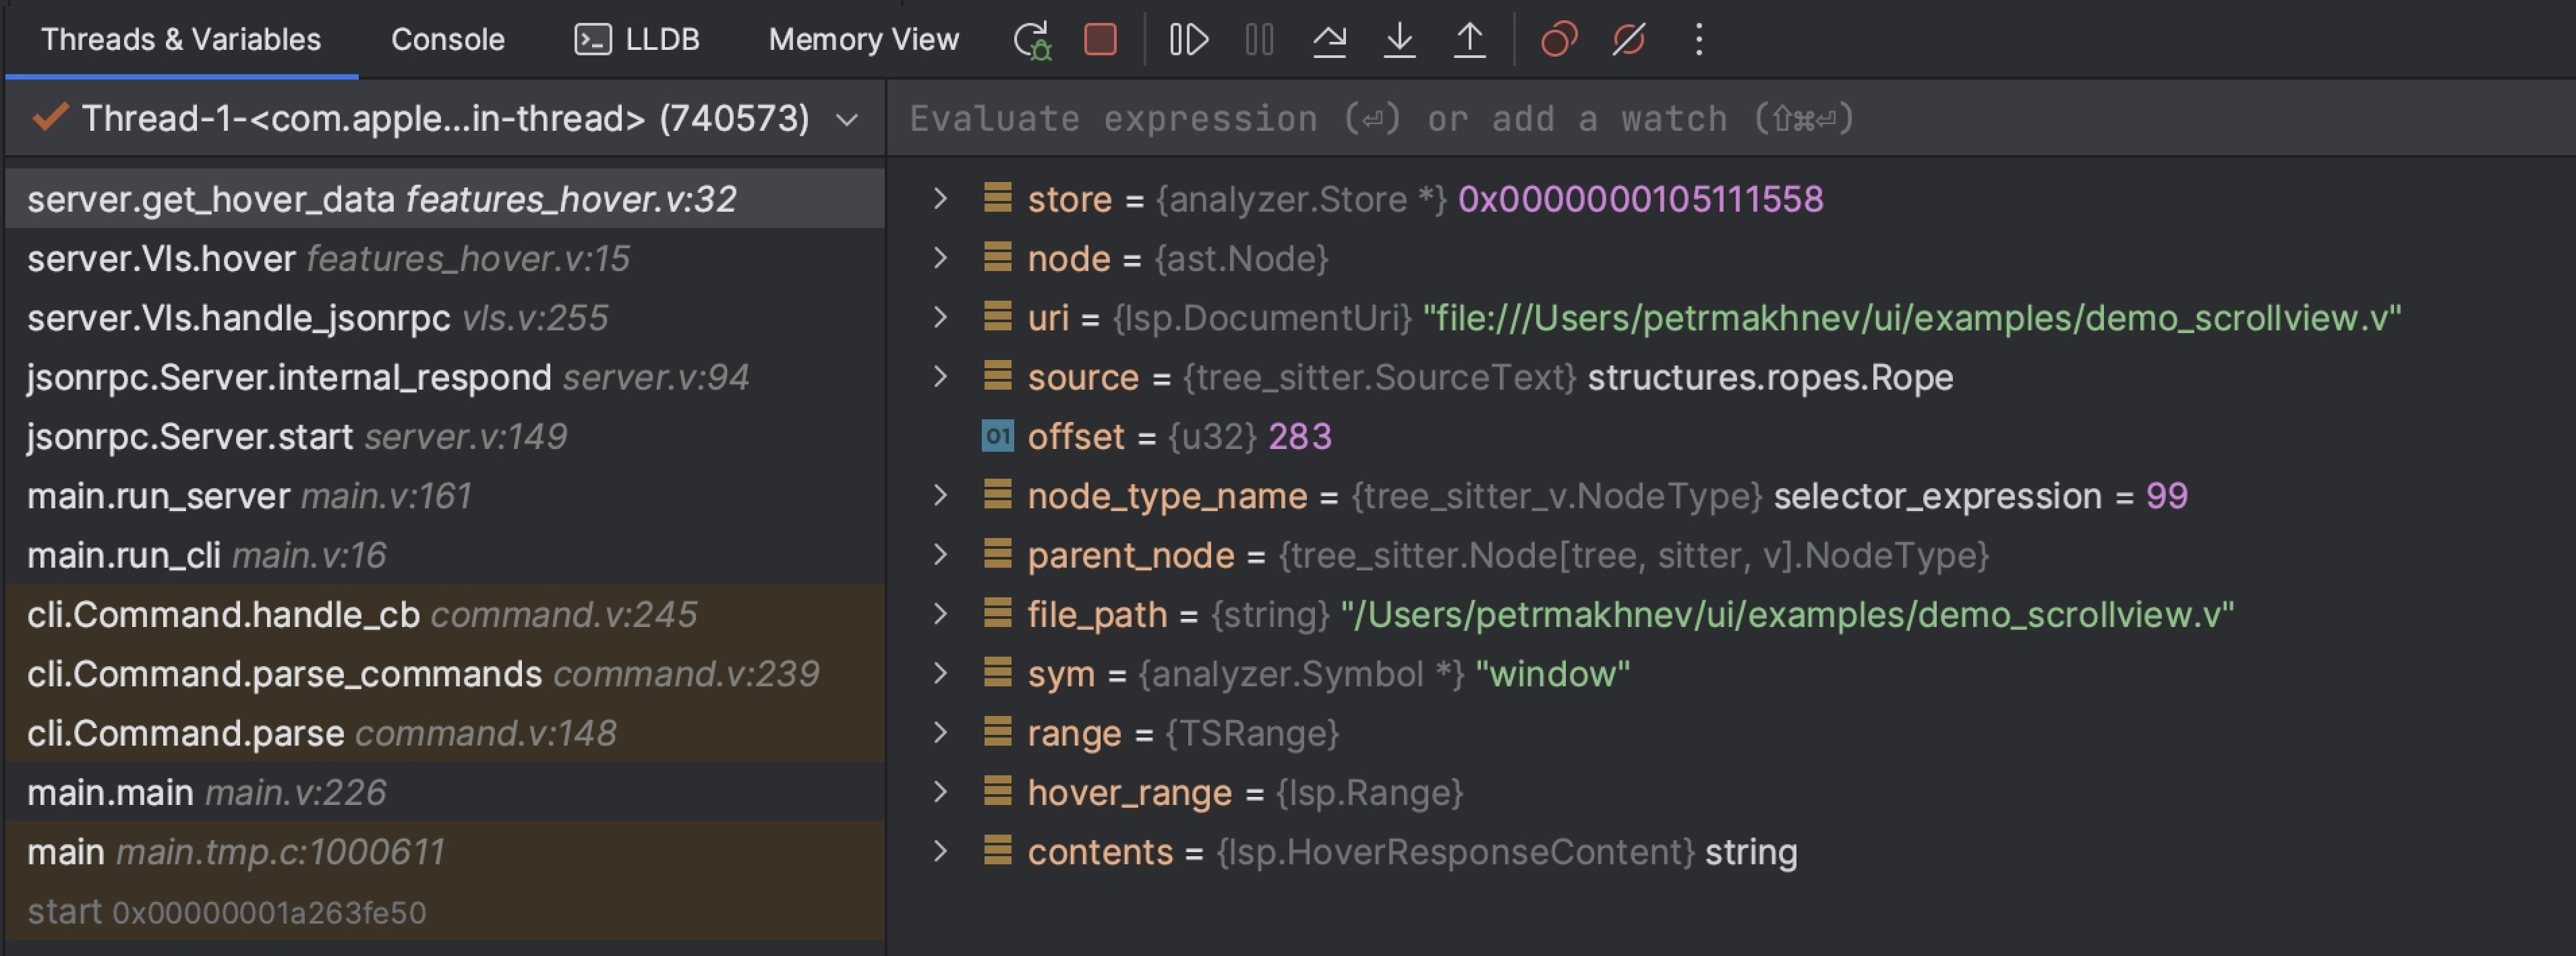 Threads & Variables Console LLDB Memory View
Thread-1-<com.apple...in-thread> (740573)
Evaluate expression (⏎) or add a watch (⇧⌘⏎)
server.get_hover_data features_hover.v:32
server.Vls.hover features_hover.v:15
server.Vls.handle_jsonrpc vls.v:255
jsonrpc.Server.internal_respond server.v:94
jsonrpc.Server.start server.v:149
main.run_server main.v:161
main.run_cli main.v:16
cli.Command.handle_cb command.v:245
cli.Command.parse_commands command.v:239
cli.Command.parse command.v:148
main.main main.v:226
main main.tmp.c:1000611
start 0x00000001a263fe50
store = {analyzer.Store *} 0x0000000105111558
node = {ast.Node}
uri = {lsp.DocumentUri} "file:///Users/petrmakhnev/ui/examples/demo_scrollview.v"
source = {tree_sitter.SourceText} structures.ropes.Rope
01 offset = {u32} 283
node_type_name = {tree_sitter_v.NodeType} selector_expression = 99
parent_node = {tree_sitter.Node[tree, sitter, v].NodeType}
file_path = {string} "/Users/petrmakhnev/ui/examples/demo_scrollview.v"
sym = {analyzer.Symbol *} "window"
range = {TSRange}
hover_range = {lsp.Range}
contents = {lsp.HoverResponseContent} string